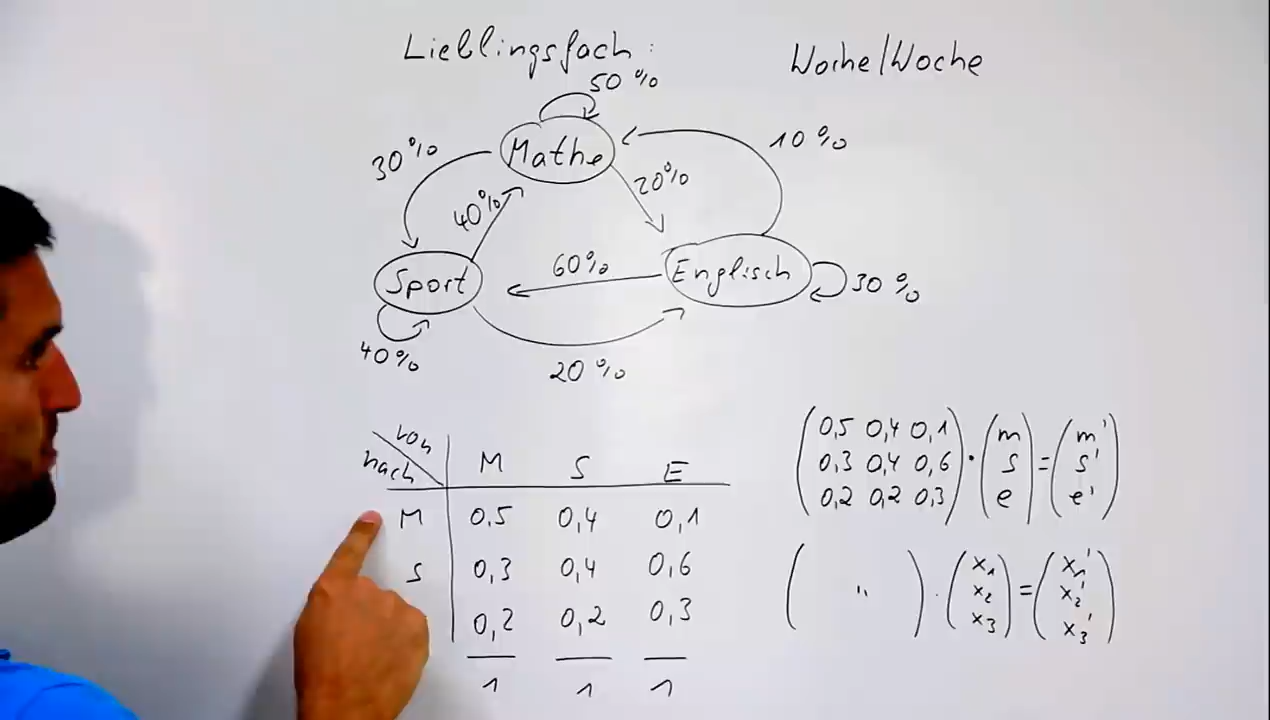 Lieblingsfach: Woche/Woche
50 %
Mathe
10 %
30 %
20 %
40 %
Sport
60 %
Englisch
30 %
40 %
20 %
von
nach
M S E
M 0,5 0,4 0,1
S 0,3 0,4 0,6
0,2 0,2 0,3
1 1 1
0,5 0,4 0,1 m m'
0,3 0,4 0,6 · s = s'
0,2 0,2 0,3 e e'
x₁ x₁'
" · x₂ = x₂'
x₃ x₃'